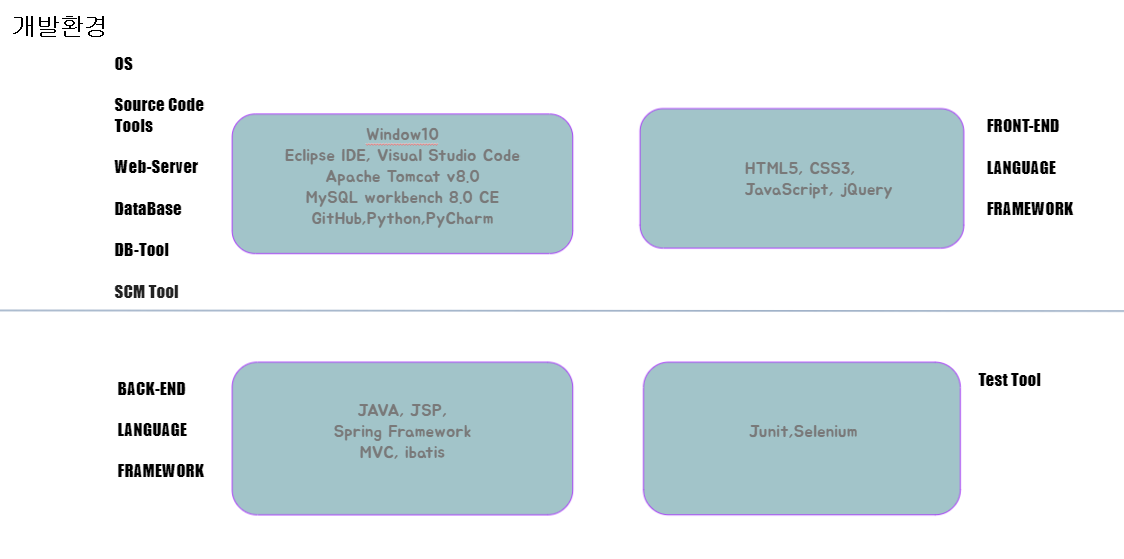 개발환경
OS
Source Code
Tools
Web-Server
DataBase
DB-Tool
SCM Tool
Window10
Eclipse IDE, Visual Studio Code
Apache Tomcat v8.0
MySQL workbench 8.0 CE
GitHub,Python,PyCharm
HTML5, CSS3,
JavaScript, jQuery
FRONT-END
LANGUAGE
FRAMEWORK
BACK-END
LANGUAGE
FRAMEWORK
JAVA, JSP,
Spring Framework
MVC, ibatis
Junit,Selenium
Test Tool